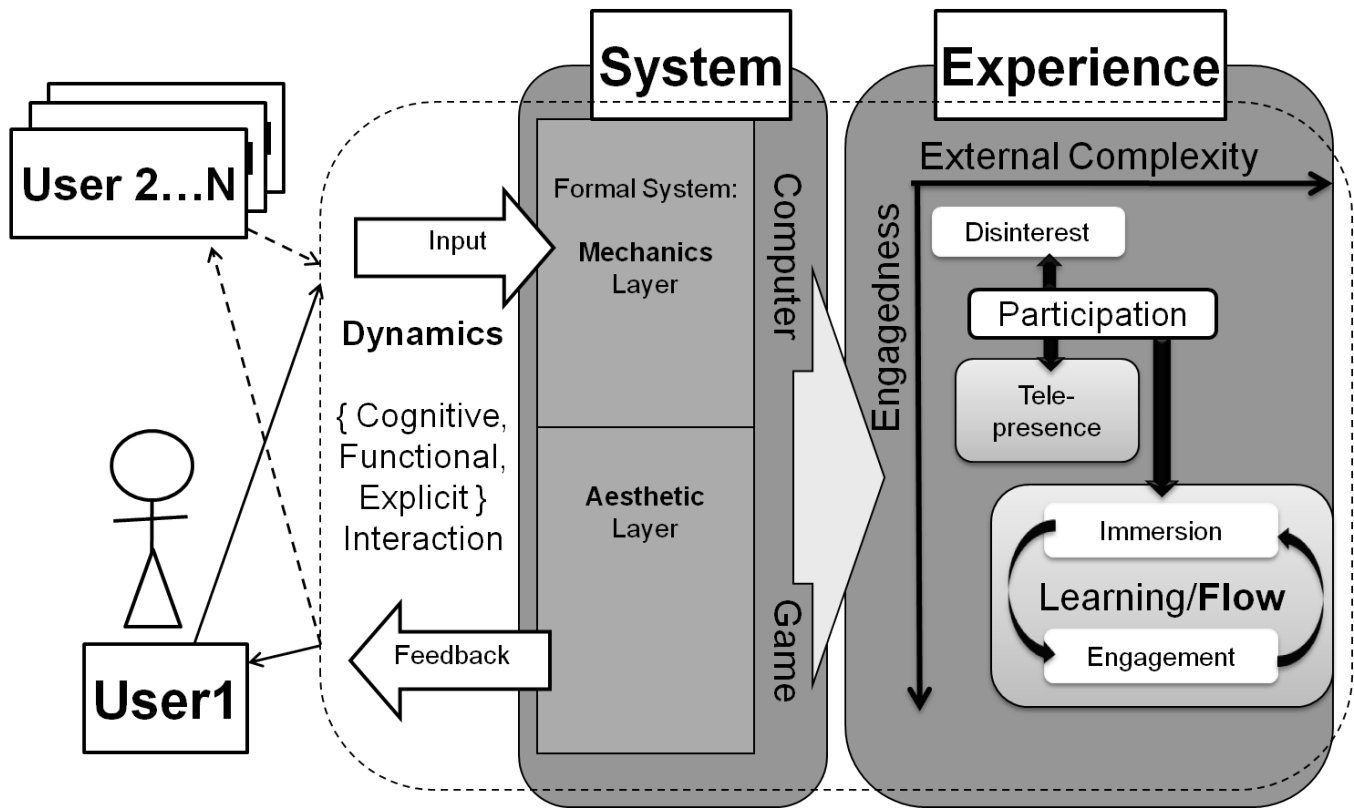 System
Experience
User 2…N
External Complexity
Formal System:
Mechanics
Layer
Computer
Engagedness
Disinterest
Input
Participation
Dynamics
Tele-
presence
{ Cognitive,
Functional,
Explicit }
Interaction
Aesthetic
Layer
Immersion
Learning/Flow
Engagement
Game
Feedback
User1